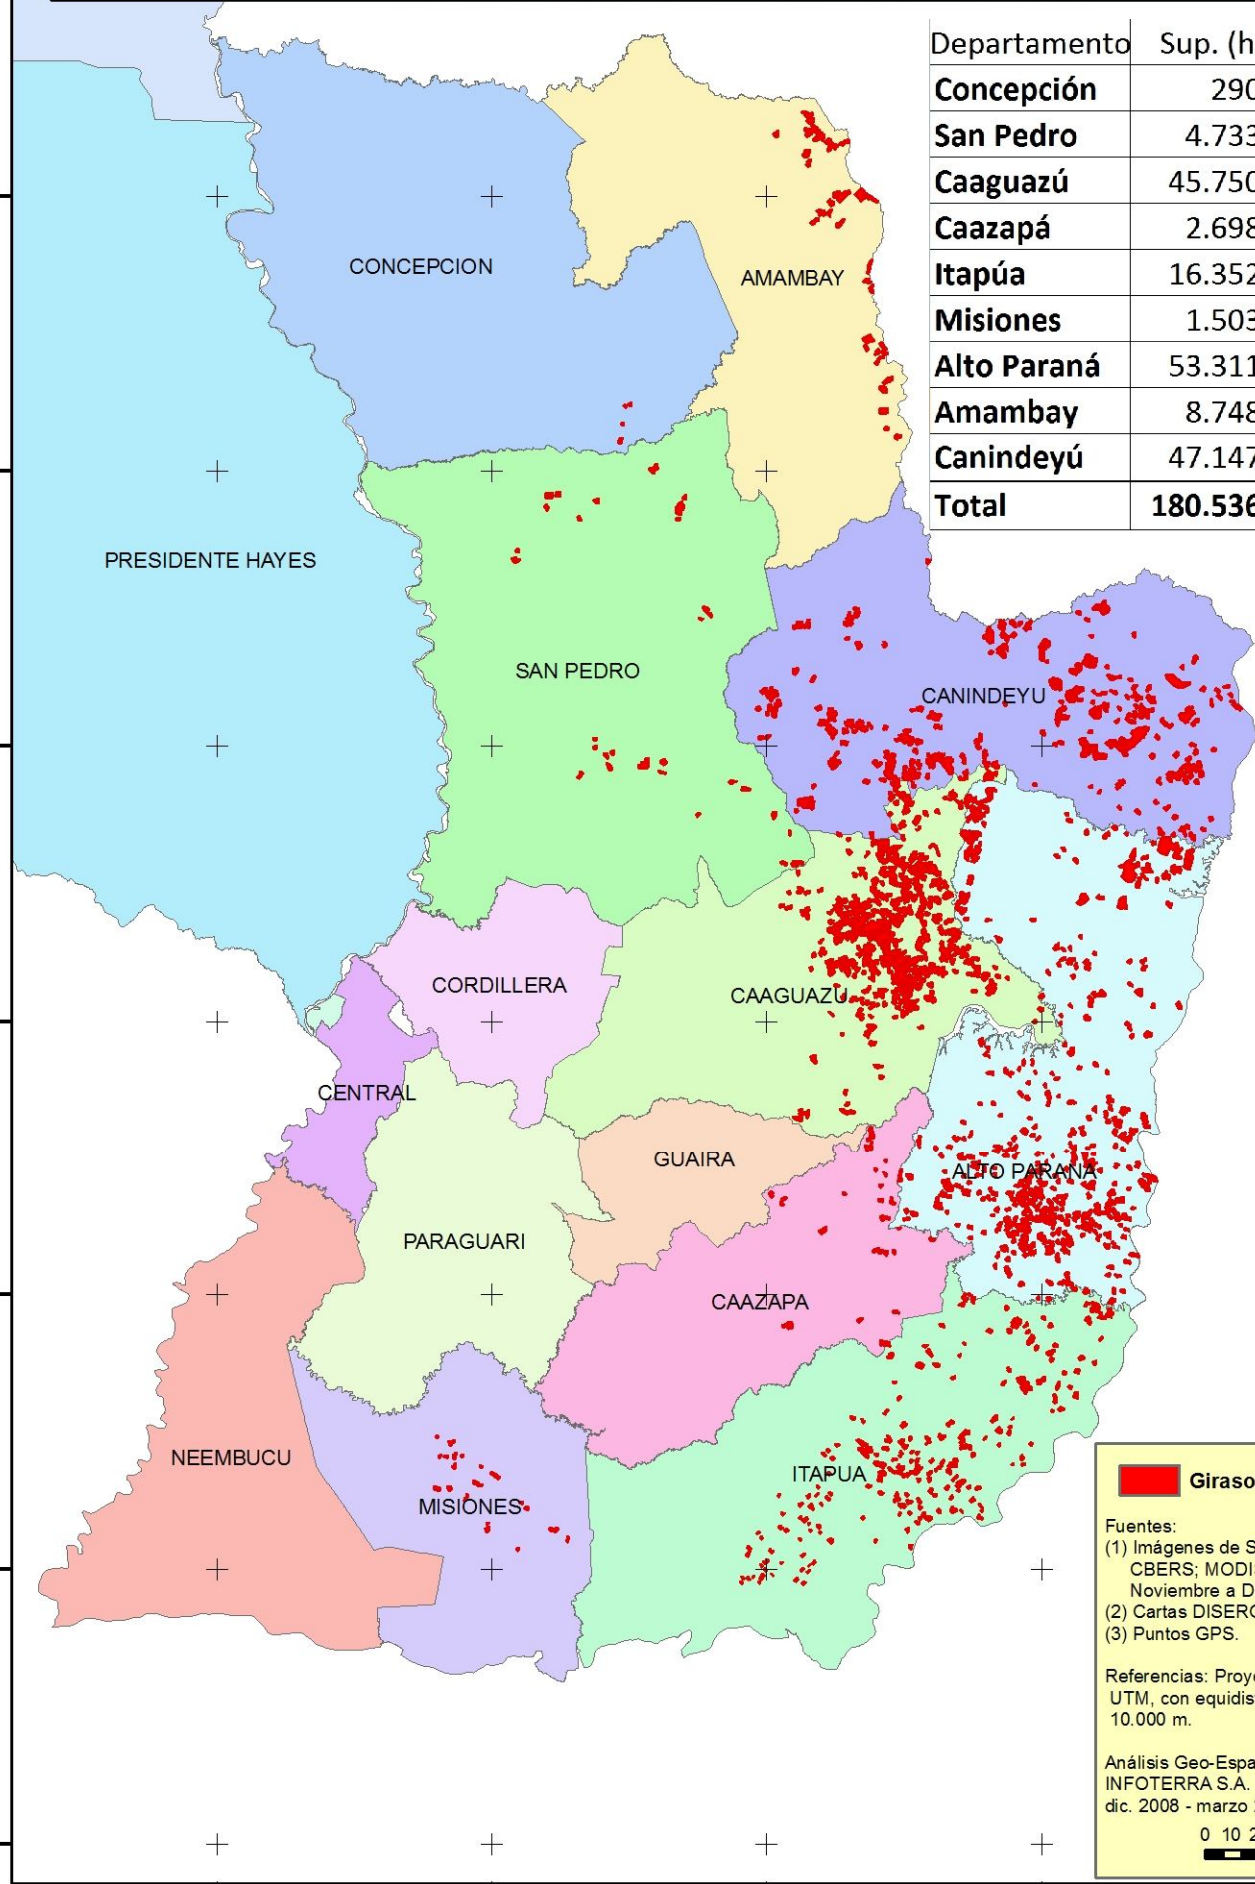 Departamento Sup. (h
Concepción 290
San Pedro 4.733
Caaguazú 45.750
Caazapá 2.698
Itapúa 16.352
Misiones 1.503
Alto Paraná 53.311
Amambay 8.748
Canindeyú 47.147
Total 180.536
CONCEPCION
AMAMBAY
PRESIDENTE HAYES
SAN PEDRO
CANINDEYU
CORDILLERA
CAAGUAZU
CENTRAL
GUAIRA
ALTO PARANA
PARAGUARI
CAAZAPA
NEEMBUCU
MISIONES
ITAPUA
Giraso
Fuentes:
(1) Imágenes de S
CBERS; MODIS
Noviembre a D
(2) Cartas DISERG
(3) Puntos GPS.
Referencias: Proye
UTM, con equidis
10.000 m.
Análisis Geo-Espa
INFOTERRA S.A.
dic. 2008 - marzo
0 10 2